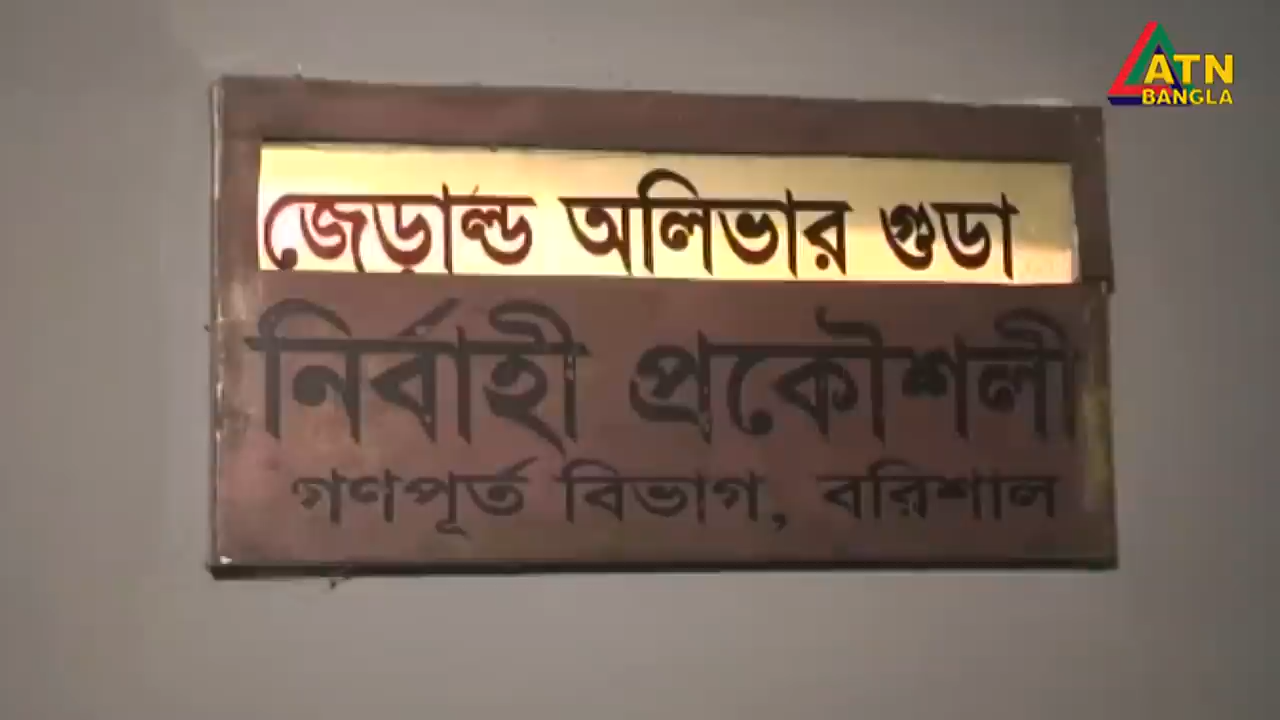 ATN
BANGLA
জেড়াল্ড অলিভার গুডা
নির্বাহী প্রকৌশলী
গণপূর্ত বিভাগ, বরিশাল